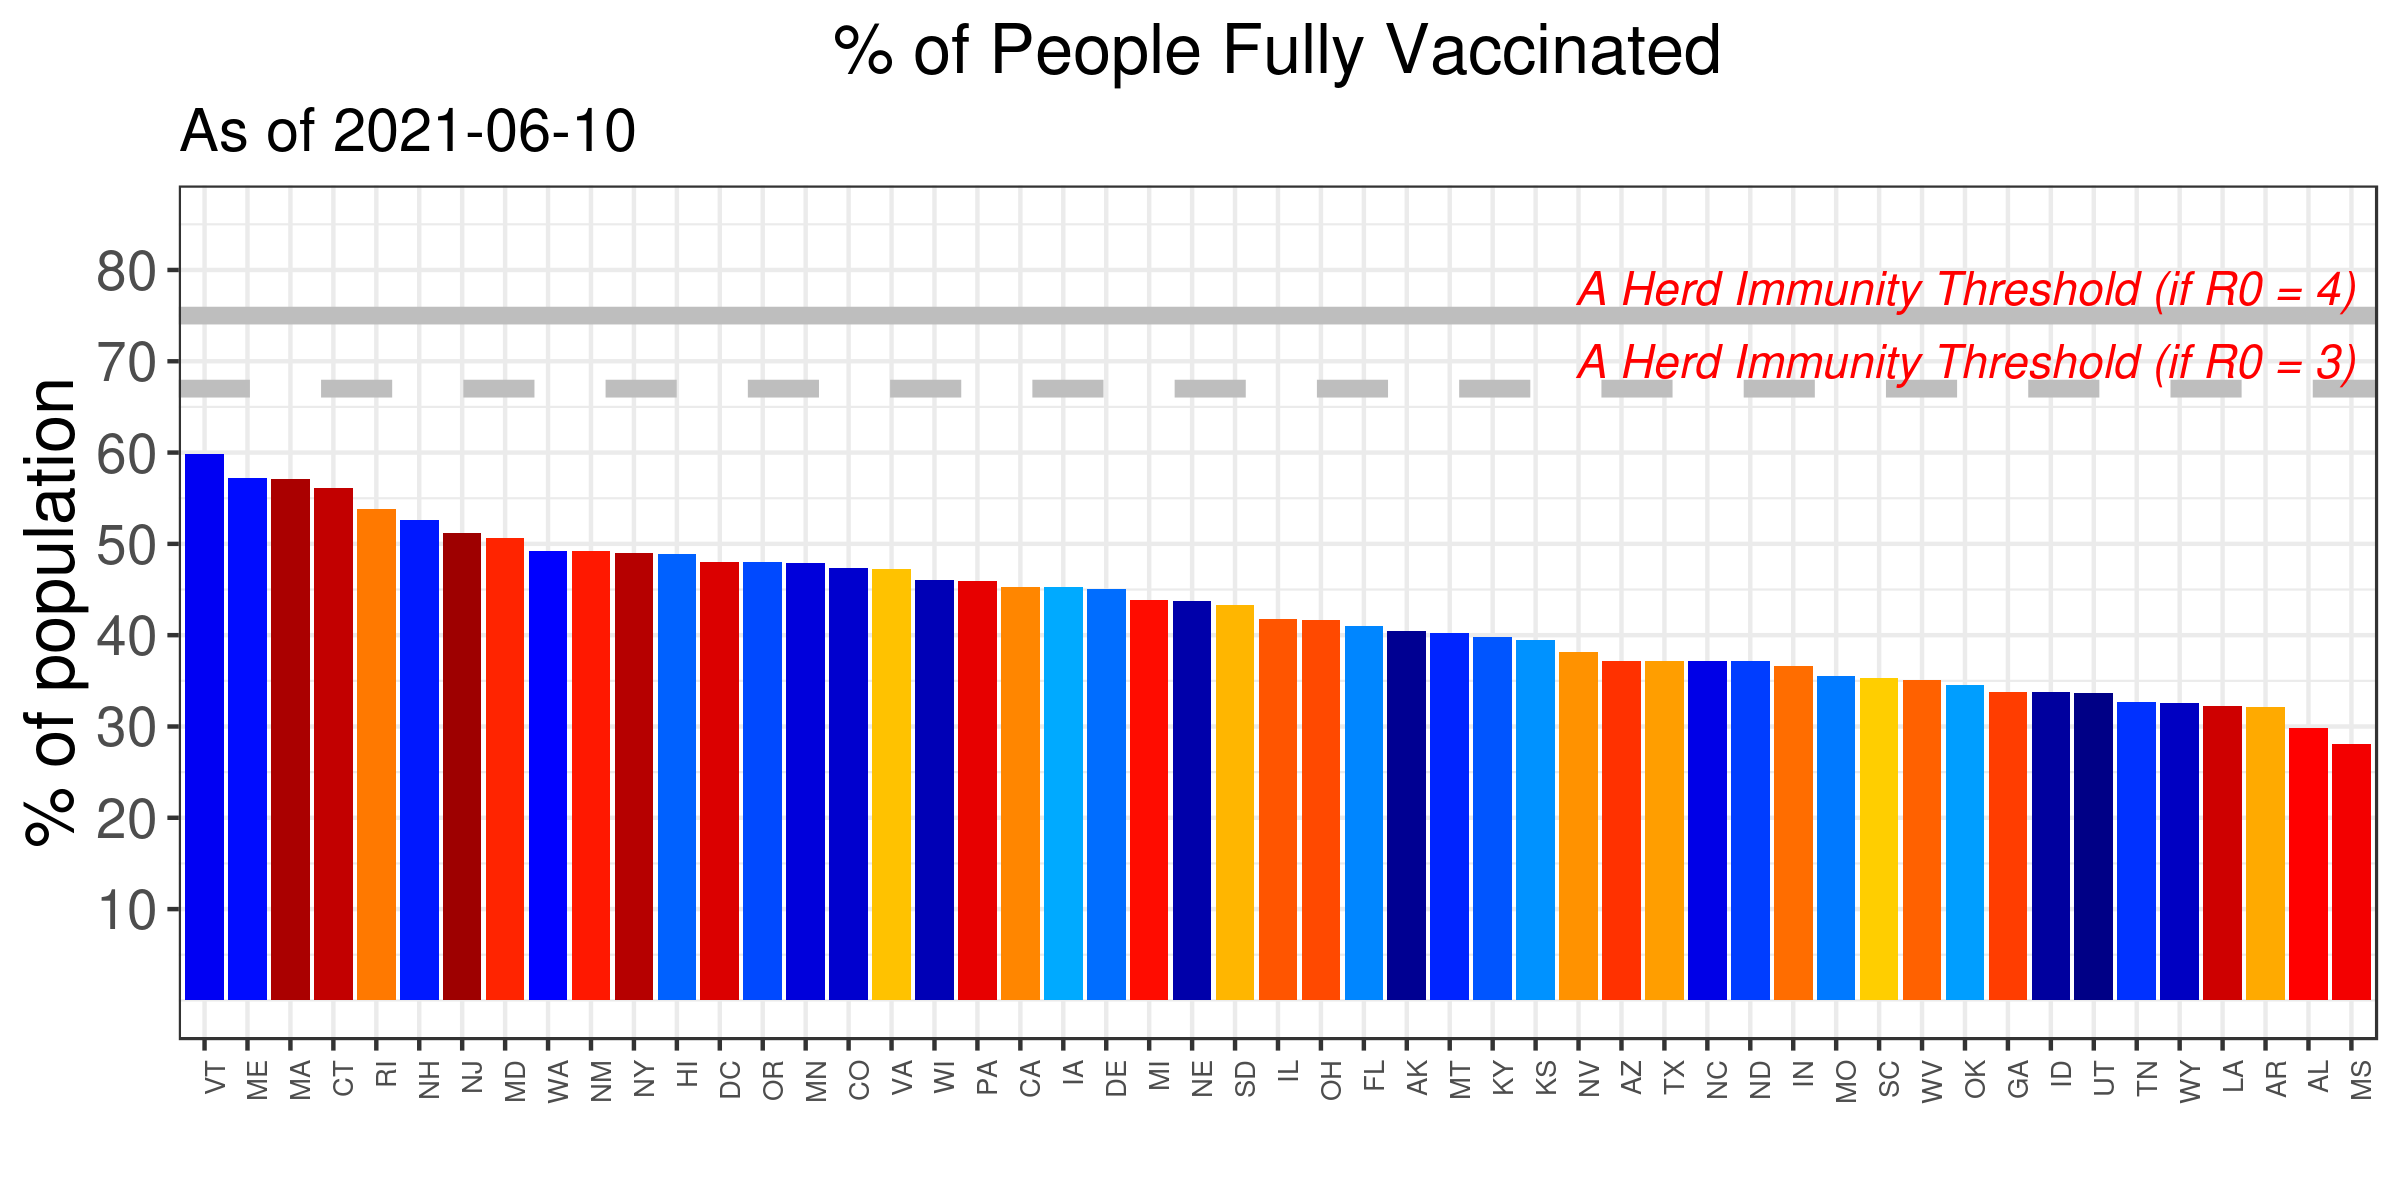 % of People Fully Vaccinated
As of 2021-06-10
% of population
80
70
60
50
40
30
20
10
A Herd Immunity Threshold (if R0 = 4)
A Herd Immunity Threshold (if R0 = 3)
VT ME MA CT RI NH NJ MD WA NM NY HI DC OR MN CO VA WI PA CA IA DE MI NE SD IL OH FL AK MT KY KS NV AZ TX NC ND IN MO SC WV OK GA ID UT TN WY LA AR AL MS